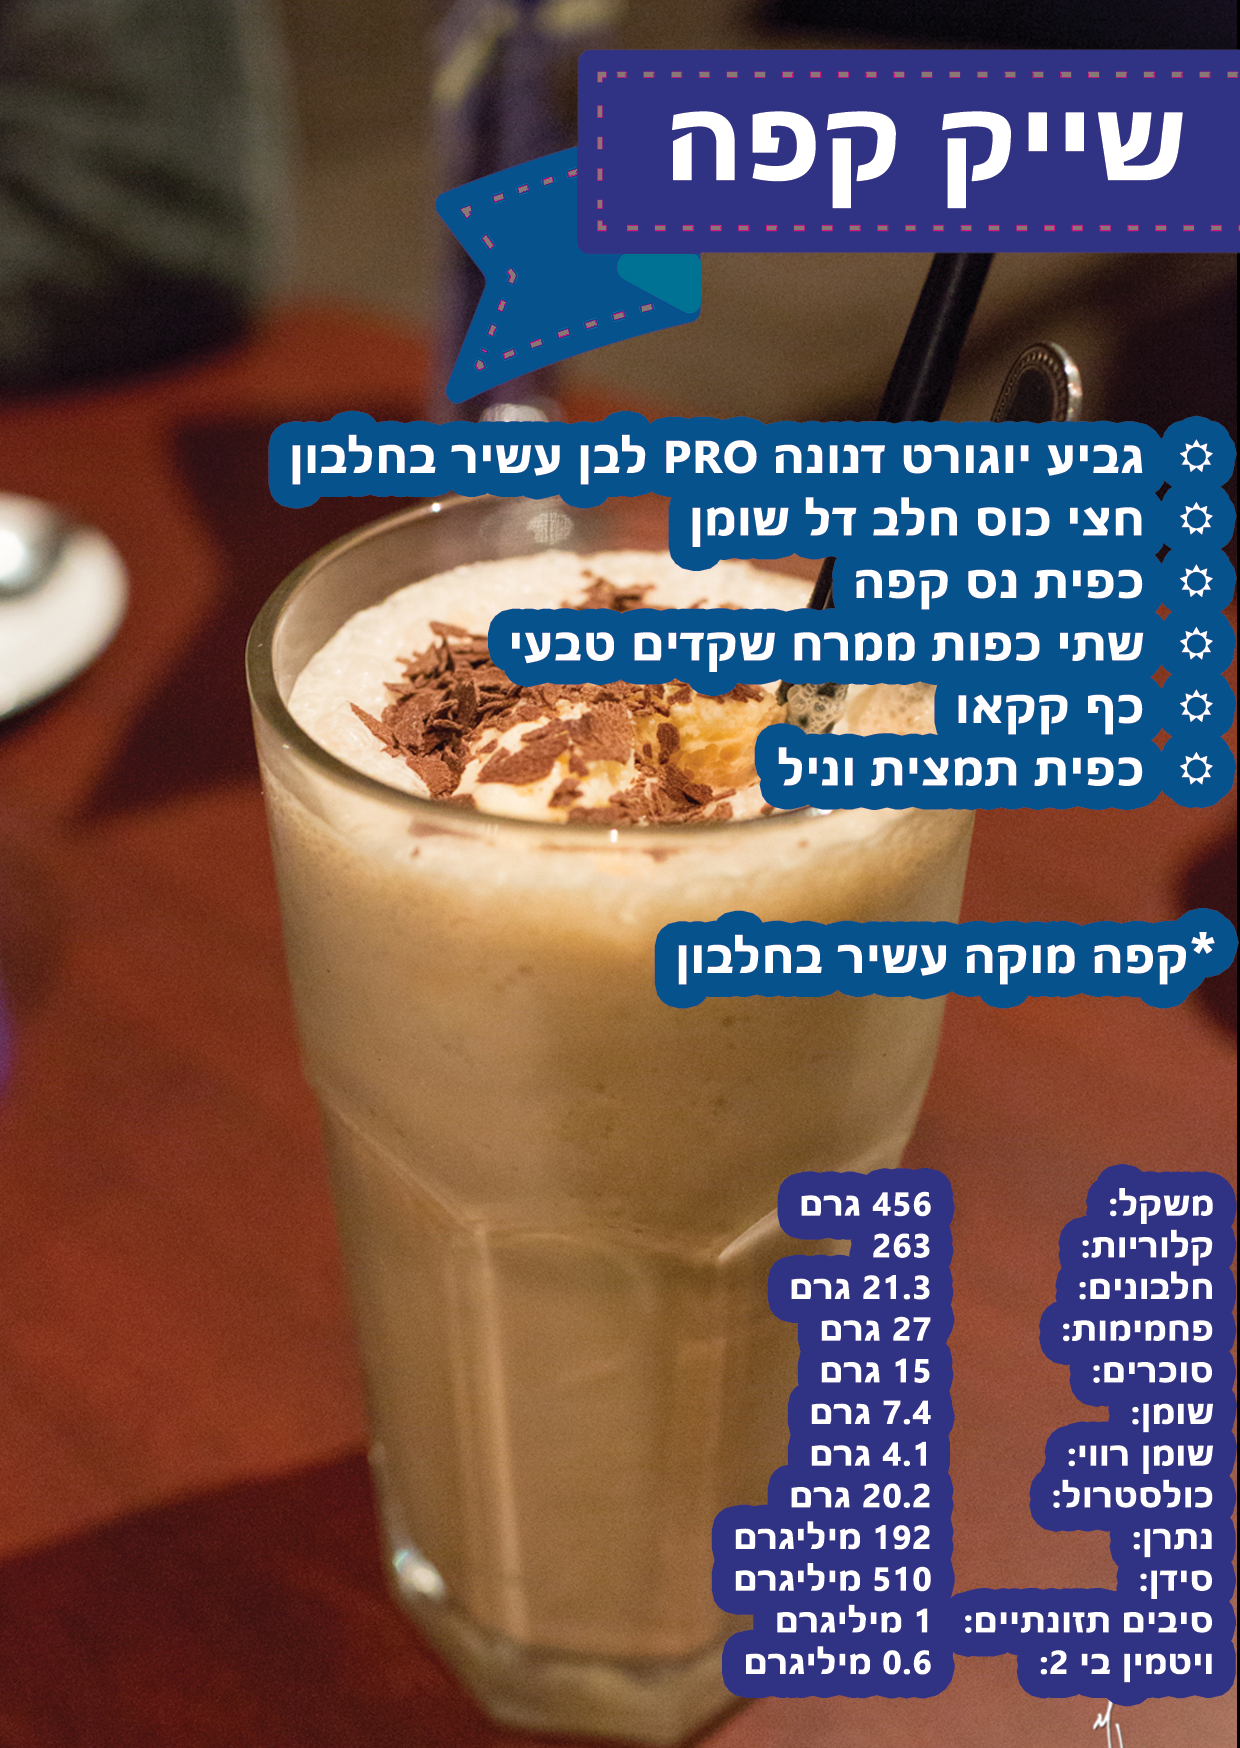 שייק קפה
גביע יוגורט דנונה PRO לבן עשיר בחלבון
חצי כוס חלב דל שומן
כפית נס קפה
שתי כפות ממרח שקדים טבעי
כף קקאו
כפית תמצית וניל
*קפה מוקה עשיר בחלבון
משקל: 456 גרם
קלוריות: 263
חלבונים: 21.3 גרם
פחמימות: 27 גרם
סוכרים: 15 גרם
שומן: 7.4 גרם
שומן רווי: 4.1 גרם
כולסטרול: 20.2 גרם
נתרן: 192 מיליגרם
סידן: 510 מיליגרם
סיבים תזונתיים: 1 מיליגרם
ויטמין בי 2: 0.6 מיליגרם